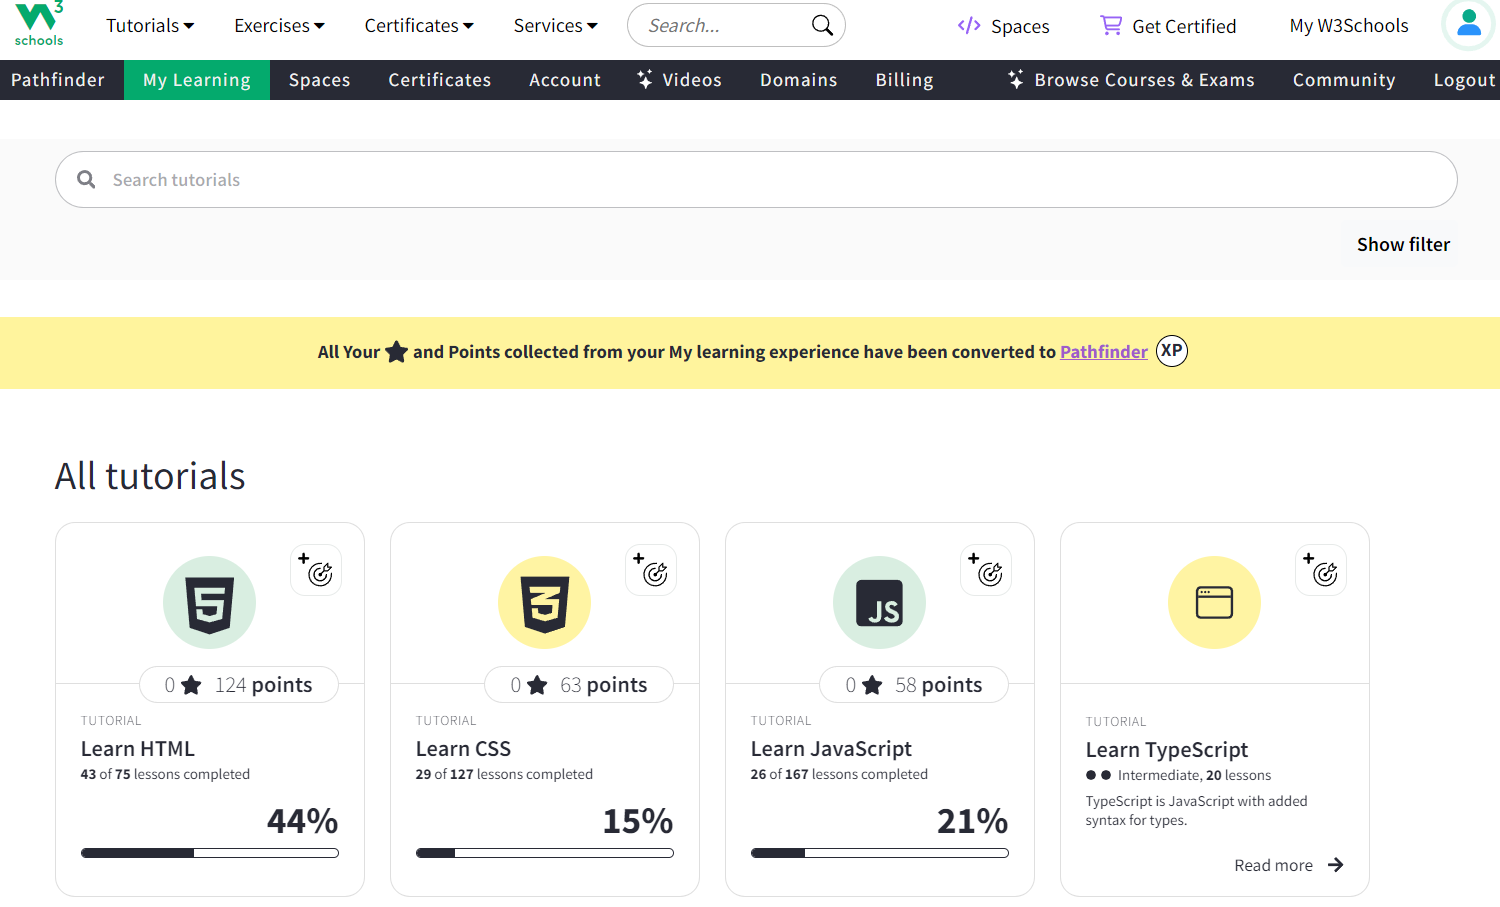 3
schools
Tutorials Exercises Certificates Services Search... Spaces Get Certified My W3Schools
Pathfinder My Learning Spaces Certificates Account Videos Domains Billing Browse Courses & Exams Community Logout
Search tutorials
Show filter
All Your and Points collected from your My learning experience have been converted to Pathfinder XP
All tutorials
5
0 124 points
TUTORIAL
Learn HTML
43 of 75 lessons completed
44%
3
0 63 points
TUTORIAL
Learn CSS
29 of 127 lessons completed
15%
JS
0 58 points
TUTORIAL
Learn JavaScript
26 of 167 lessons completed
21%
TUTORIAL
Learn TypeScript
Intermediate, 20 lessons
TypeScript is JavaScript with added
syntax for types.
Read more